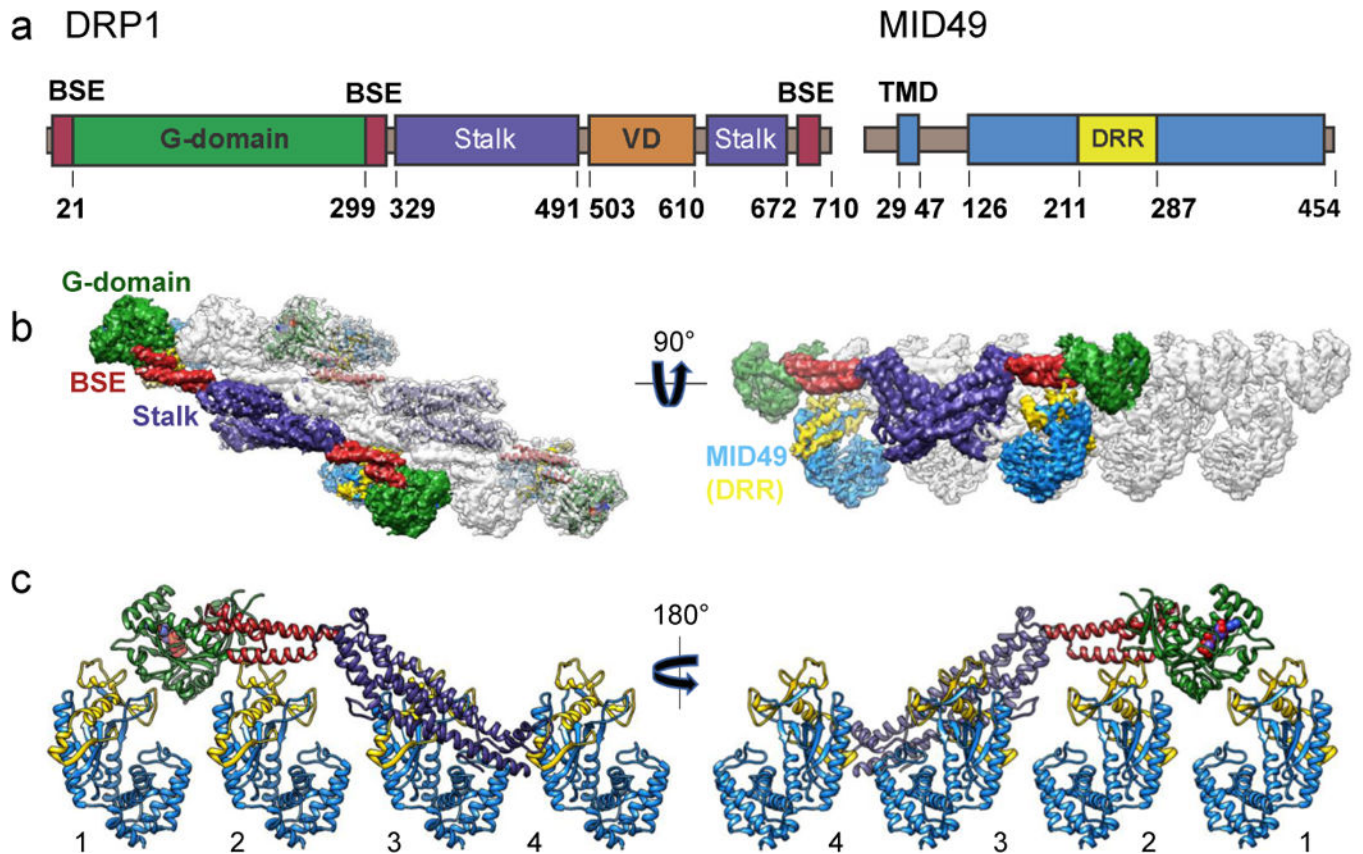 a DRP1 MID49
BSE BSE BSE TMD
G-domain Stalk VD Stalk DRR
21 299 329 491 503 610 672 710 29 47 126 211 287 454
G-domain
b 90°
BSE
Stalk
MID49
(DRR)
c 180°
1 2 3 4 4 3 2 1